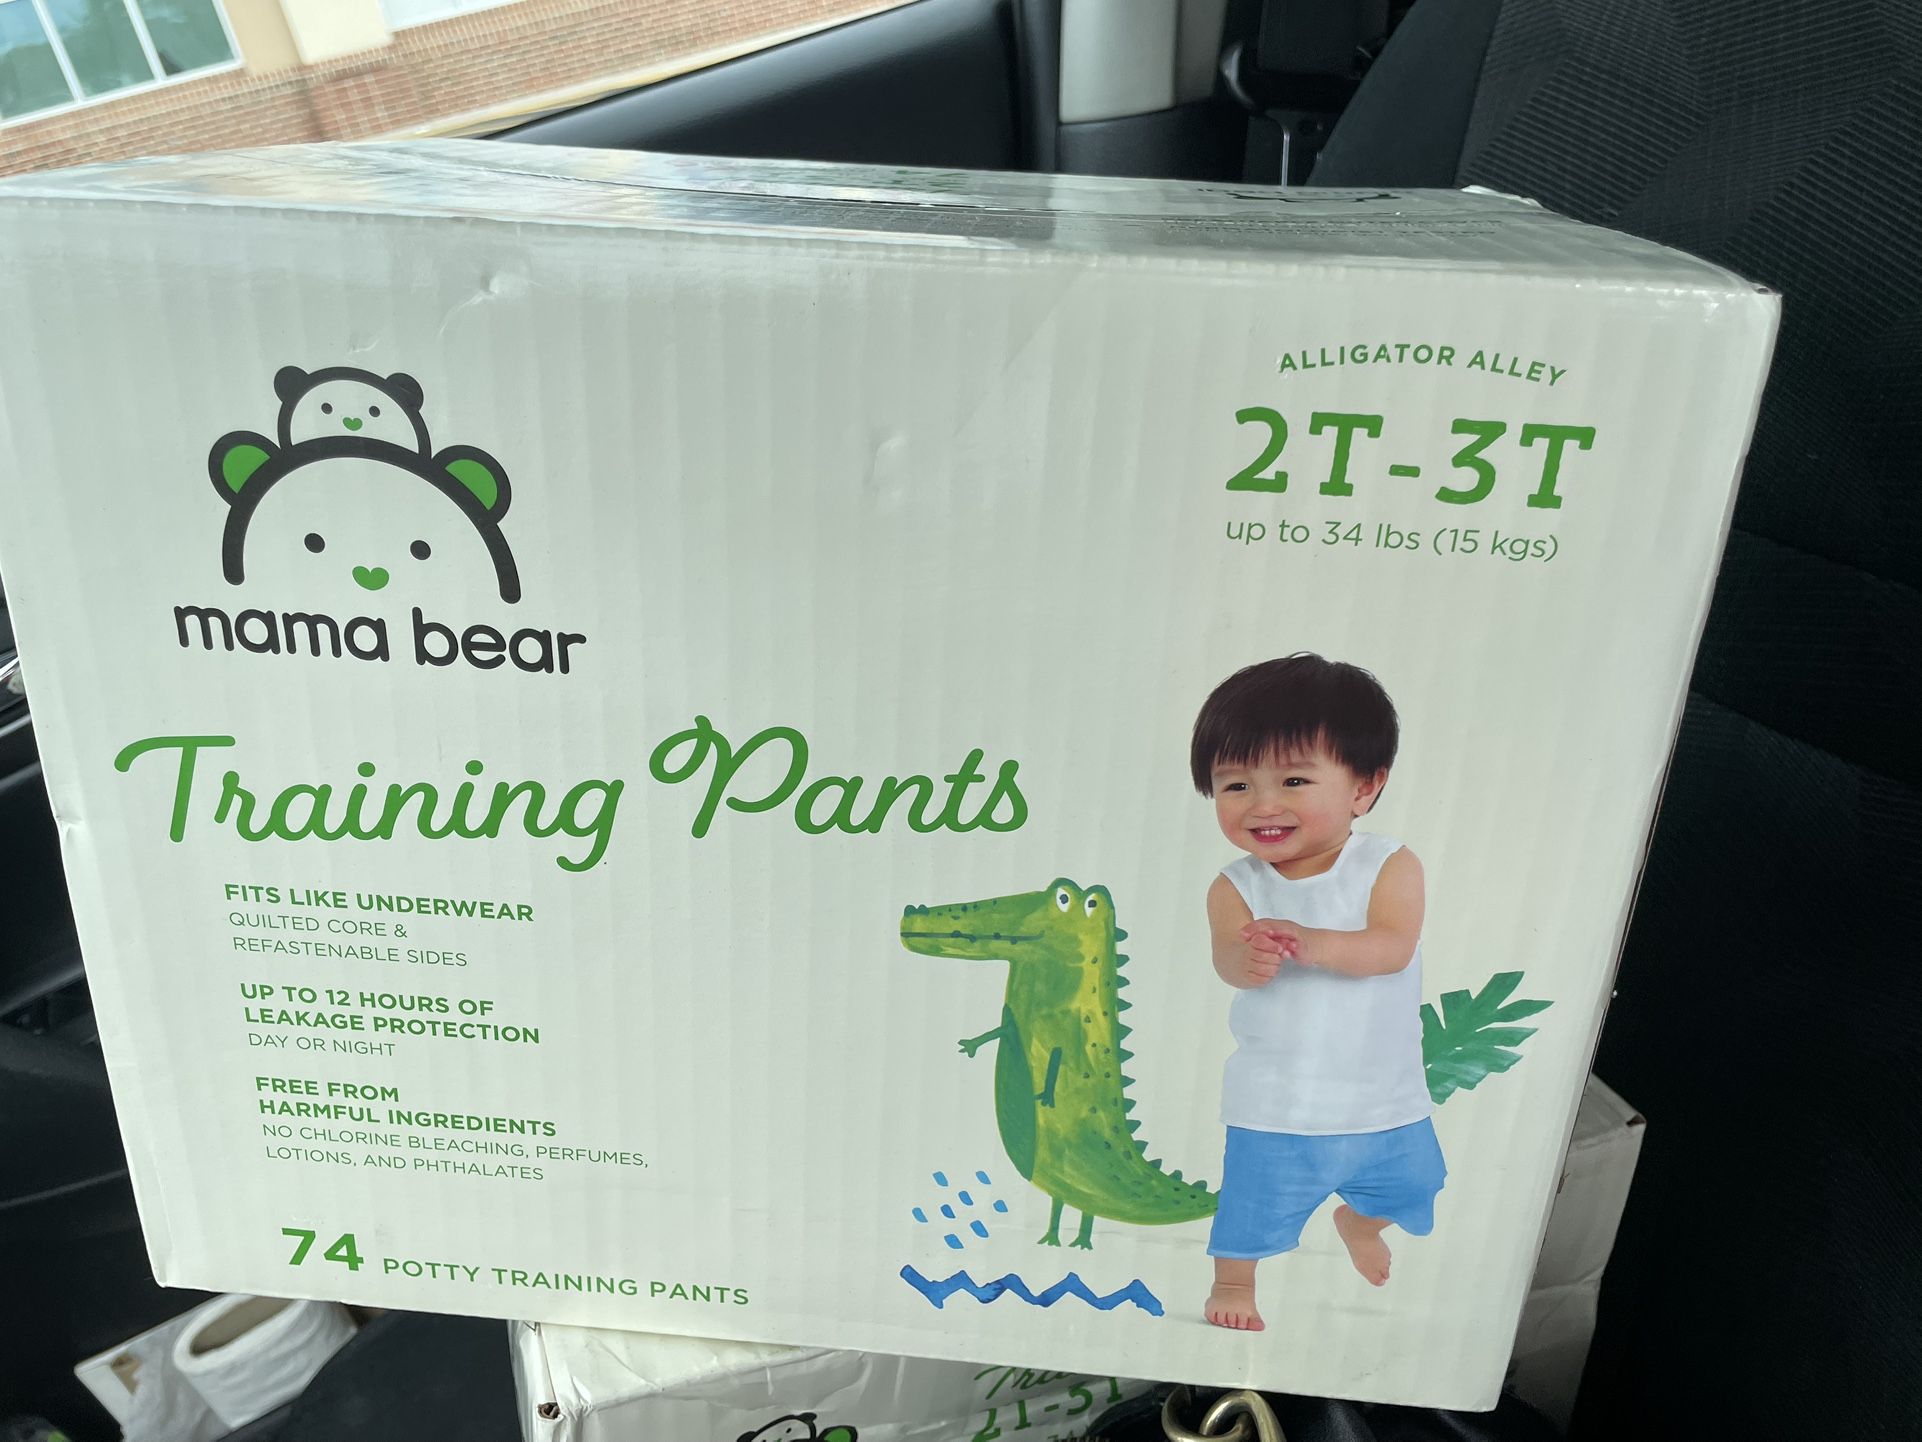 mama bear
ALLIGATOR ALLEY
2T-3T
up to 34 lbs (15 kgs)
Training Pants
FITS LIKE UNDERWEAR
QUILTED CORE &
REFASTENABLE SIDES
UP TO 12 HOURS OF
LEAKAGE PROTECTION
DAY OR NIGHT
FREE FROM
HARMFUL INGREDIENTS
NO CHLORINE BLEACHING, PERFUMES,
LOTIONS, AND PHTHALATES
74 POTTY TRAINING PANTS
2T-3T